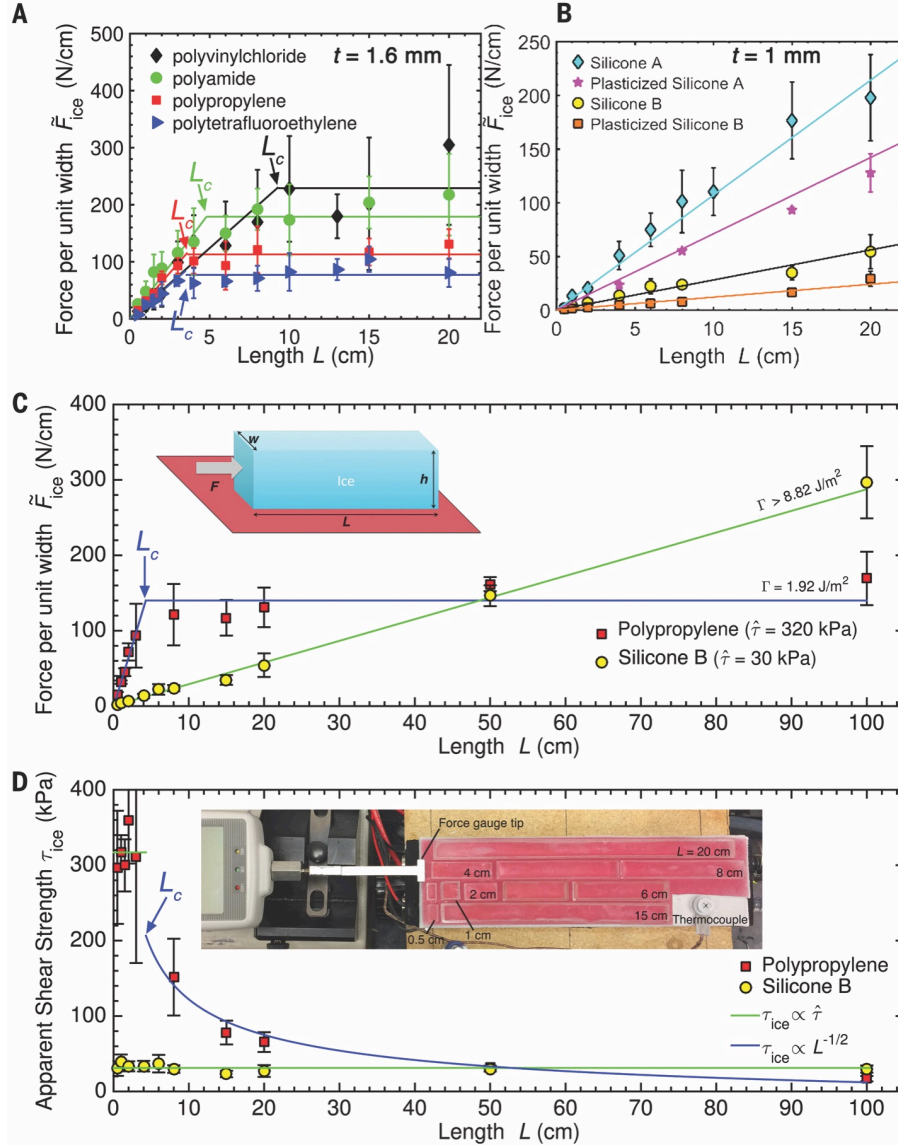 A
Force per unit width F̃ice (N/cm)
500
400
300
200
100
0
t = 1.6 mm
polyvinylchloride
polyamide
polypropylene
polytetrafluoroethylene
Lc
Lc
Lc
Lc
0 5 10 15 20
Length L (cm)
B
Force per unit width F̃ice (N/cm)
250
200
150
100
50
0
t = 1 mm
Silicone A
Plasticized Silicone A
Silicone B
Plasticized Silicone B
0 5 10 15 20
Length L (cm)
C
Force per unit width F̃ice (N/cm)
400
300
200
100
0
w
F
Ice
h
L
Lc
Γ > 8.82 J/m²
Γ = 1.92 J/m²
Polypropylene (τ̂ = 320 kPa)
Silicone B (τ̂ = 30 kPa)
0 10 20 30 40 50 60 70 80 90 100
Length L (cm)
D
Apparent Shear Strength τice (kPa)
400
300
200
100
0
Lc
Force gauge tip
L = 20 cm
4 cm
8 cm
2 cm
6 cm
15 cm
Thermocouple
0.5 cm
1 cm
Polypropylene
Silicone B
τice ∝ τ̂
τice ∝ L-1/2
0 10 20 30 40 50 60 70 80 90 100
Length L (cm)